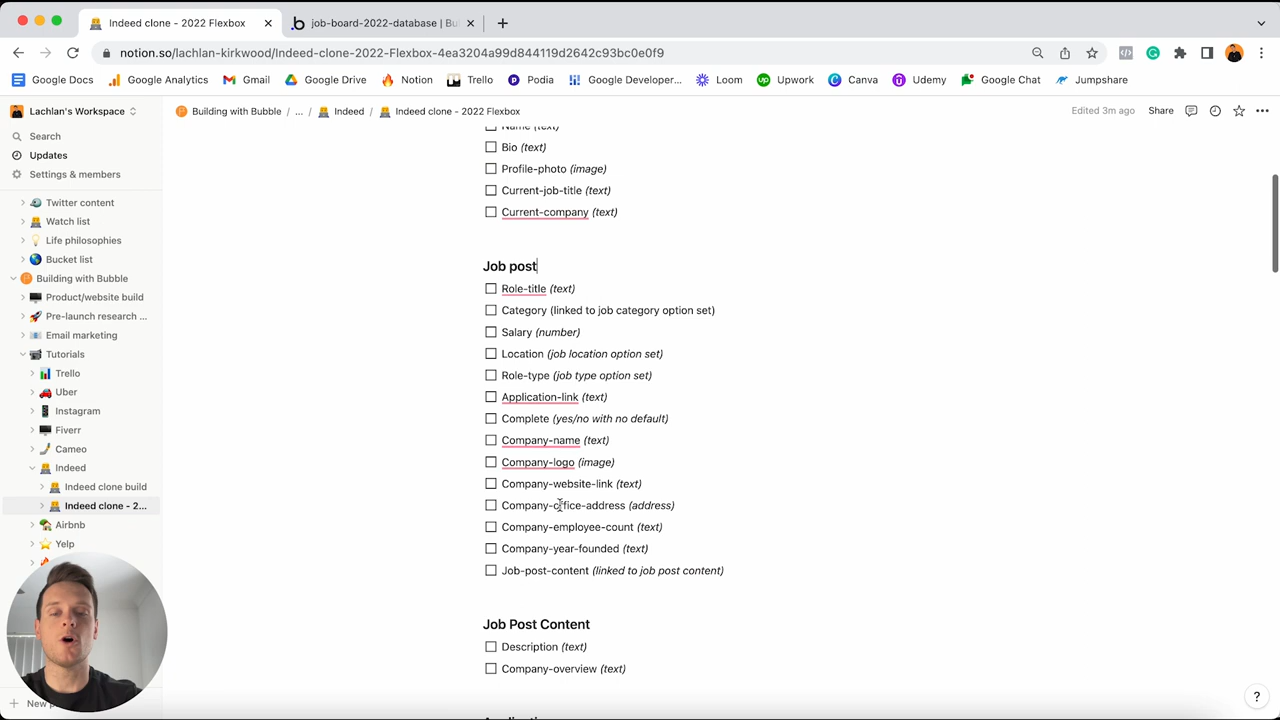 Indeed clone - 2022 Flexbox
job-board-2022-database | Bu
notion.so/lachlan-kirkwood/Indeed-clone-2022-Flexbox-4ea3204a99d844119d2642c93bc0e0f9
Google Docs
Google Analytics
Gmail
Google Drive
Notion
Trello
Podia
Google Developer...
Loom
Upwork
Canva
Udemy
Google Chat
Jumpshare
Lachlan's Workspace
Building with Bubble / ... / Indeed / Indeed clone - 2022 Flexbox
Edited 3m ago
Share
Search
Updates
Settings & members
Twitter content
Watch list
Life philosophies
Bucket list
Building with Bubble
Product/website build
Pre-launch research ...
Email marketing
Tutorials
Trello
Uber
Instagram
Fiverr
Cameo
Indeed
Indeed clone build
Indeed clone - 2...
Airbnb
Yelp
Name (text)
Bio (text)
Profile-photo (image)
Current-job-title (text)
Current-company (text)
Job post
Role-title (text)
Category (linked to job category option set)
Salary (number)
Location (job location option set)
Role-type (job type option set)
Application-link (text)
Complete (yes/no with no default)
Company-name (text)
Company-logo (image)
Company-website-link (text)
Company-office-address (address)
Company-employee-count (text)
Company-year-founded (text)
Job-post-content (linked to job post content)
Job Post Content
Description (text)
Company-overview (text)
?